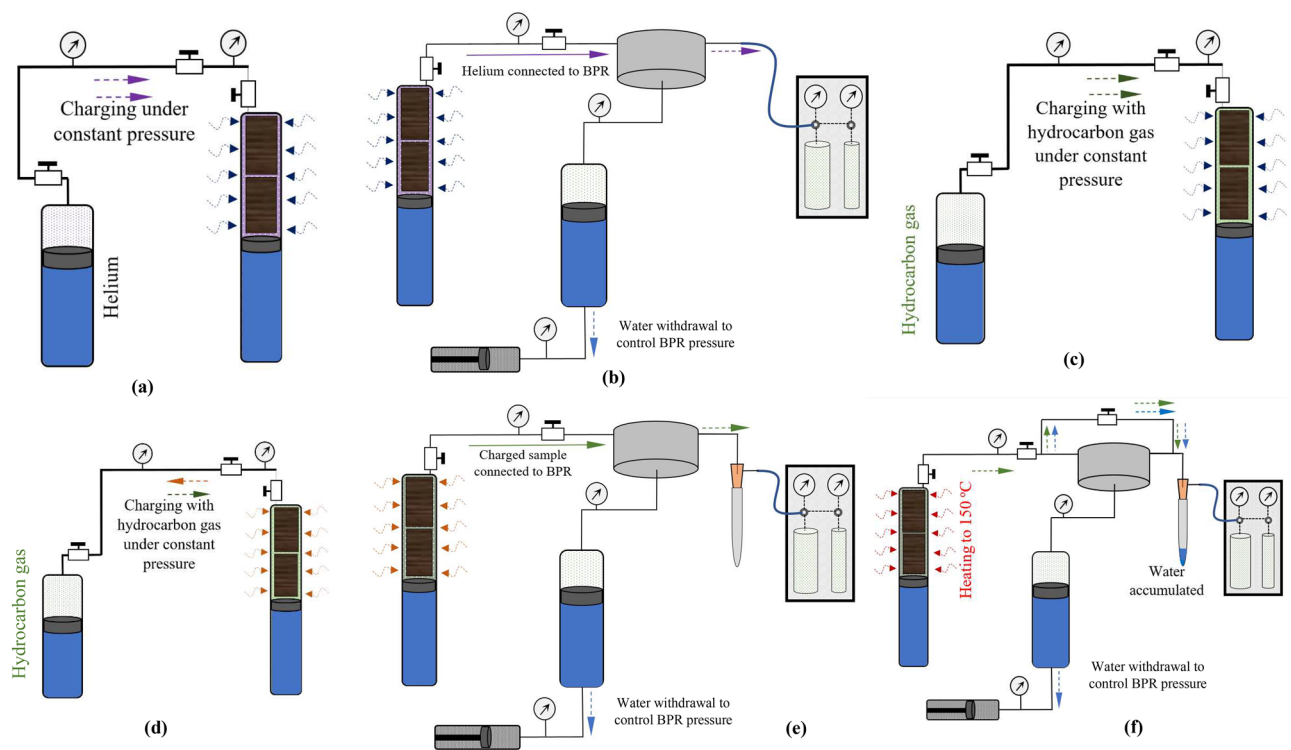 Charging under
constant pressure
Helium
(a)
Helium connected to BPR
Water withdrawal to
control BPR pressure
(b)
Charging with
hydrocarbon gas
under constant
pressure
Hydrocarbon gas
(c)
Charging with
hydrocarbon gas
under constant
pressure
Hydrocarbon gas
(d)
Charged sample
connected to BPR
Water withdrawal to
control BPR pressure
(e)
Heating to 150 ºC
Water
accumulated
Water withdrawal to
control BPR pressure
(f)